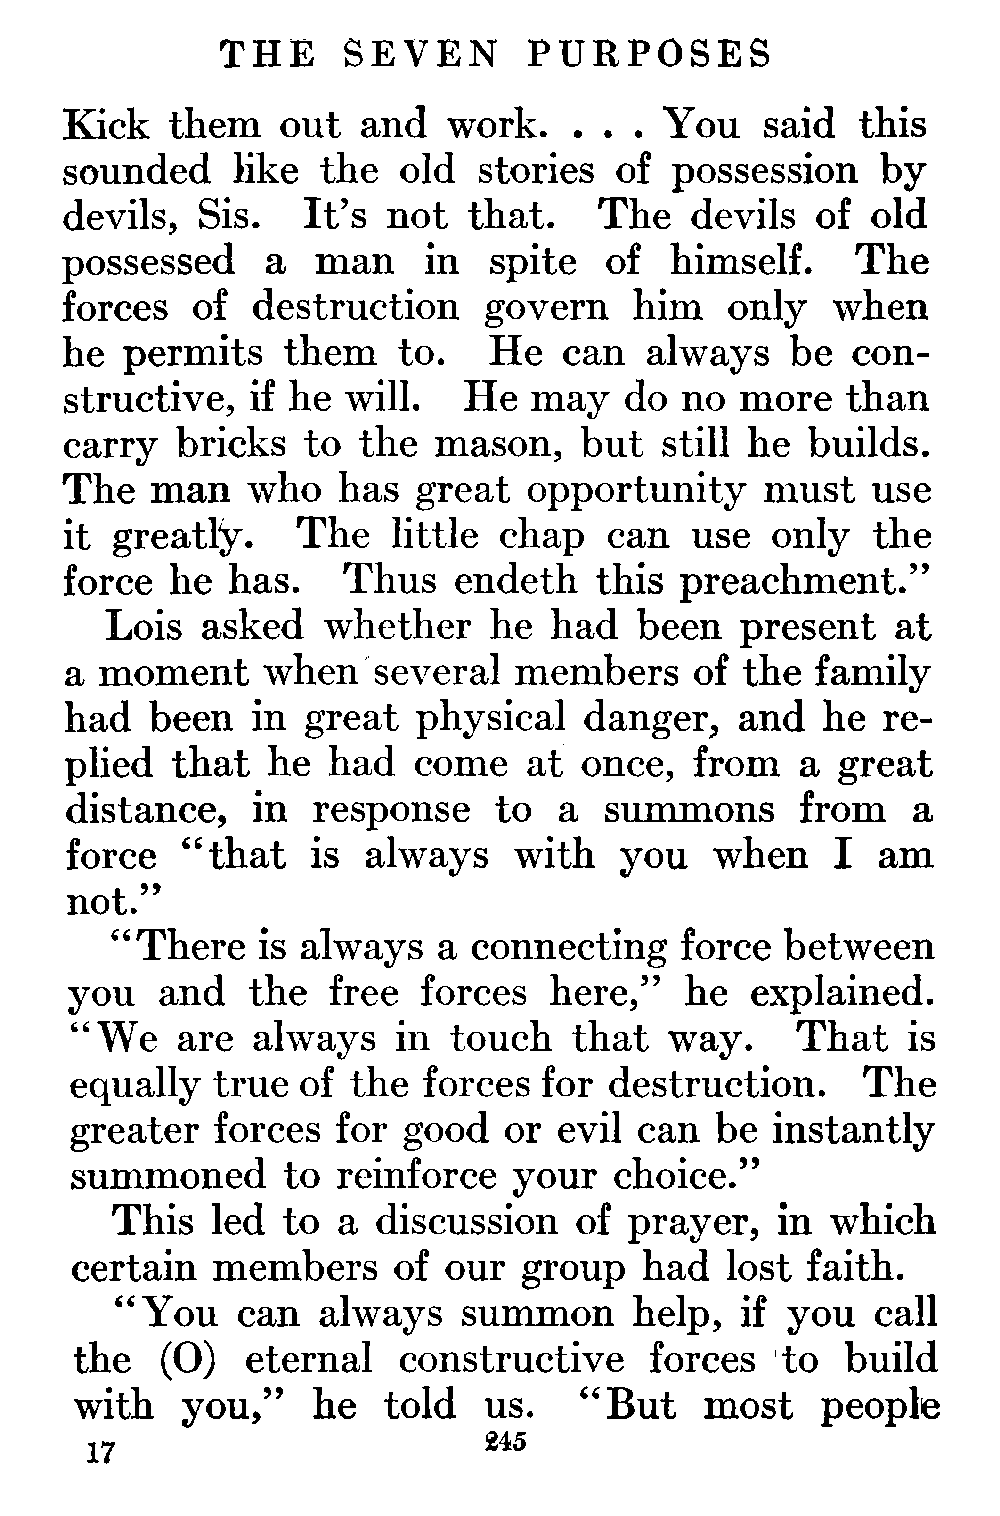 THE SEVEN PURPOSES
Kick them out and work. . . . You said this
sounded like the old stories of possession by
devils, Sis. It's not that. The devils of old
possessed a man in spite of himself. The
forces of destruction govern him only when
he permits them to. He can always be con-
structive, if he will. He may do no more than
carry bricks to the mason, but still he builds.
The man who has great opportunity must use
it greatly. The little chap can use only the
force he has. Thus endeth this preachment."
Lois asked whether he had been present at
a moment when several members of the family
had been in great physical danger, and he re-
plied that he had come at once, from a great
distance, in response to a summons from a
force "that is always with you when I am
not."
"There is always a connecting force between
you and the free forces here," he explained.
"We are always in touch that way. That is
equally true of the forces for destruction. The
greater forces for good or evil can be instantly
summoned to reinforce your choice."
This led to a discussion of prayer, in which
certain members of our group had lost faith.
"You can always summon help, if you call
the (O) eternal constructive forces to build
with you," he told us. "But most people
17 245